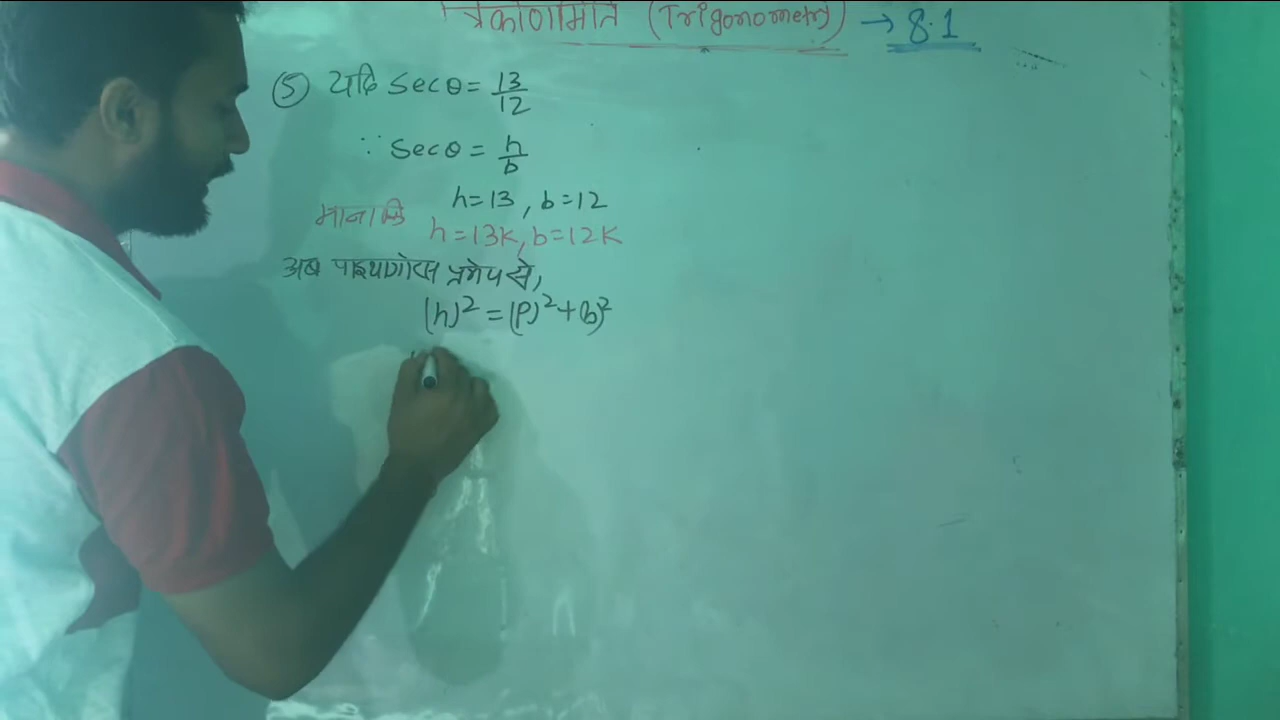 त्रिकोणमिति (Trigonometry) → 8.1
⑤ यदि secθ = 13/12
∵ secθ = h/b
h=13, b=12
माना कि h=13K, b=12K
अब पाइथागोरस प्रमेय से,
(h)² = (P)² + (b)²